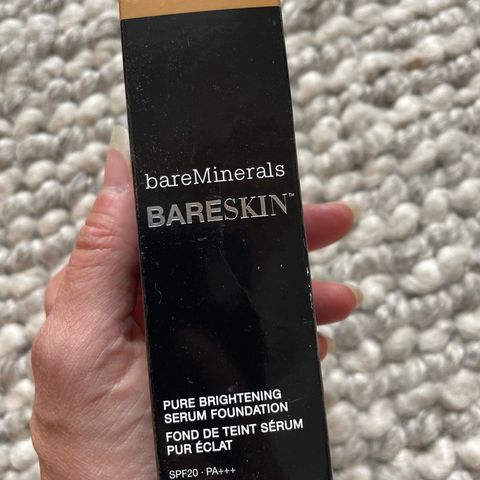 bareMinerals
BARESKIN™
PURE BRIGHTENING
SERUM FOUNDATION
FOND DE TEINT SÉRUM
PUR ÉCLAT
SPF20 · PA+++